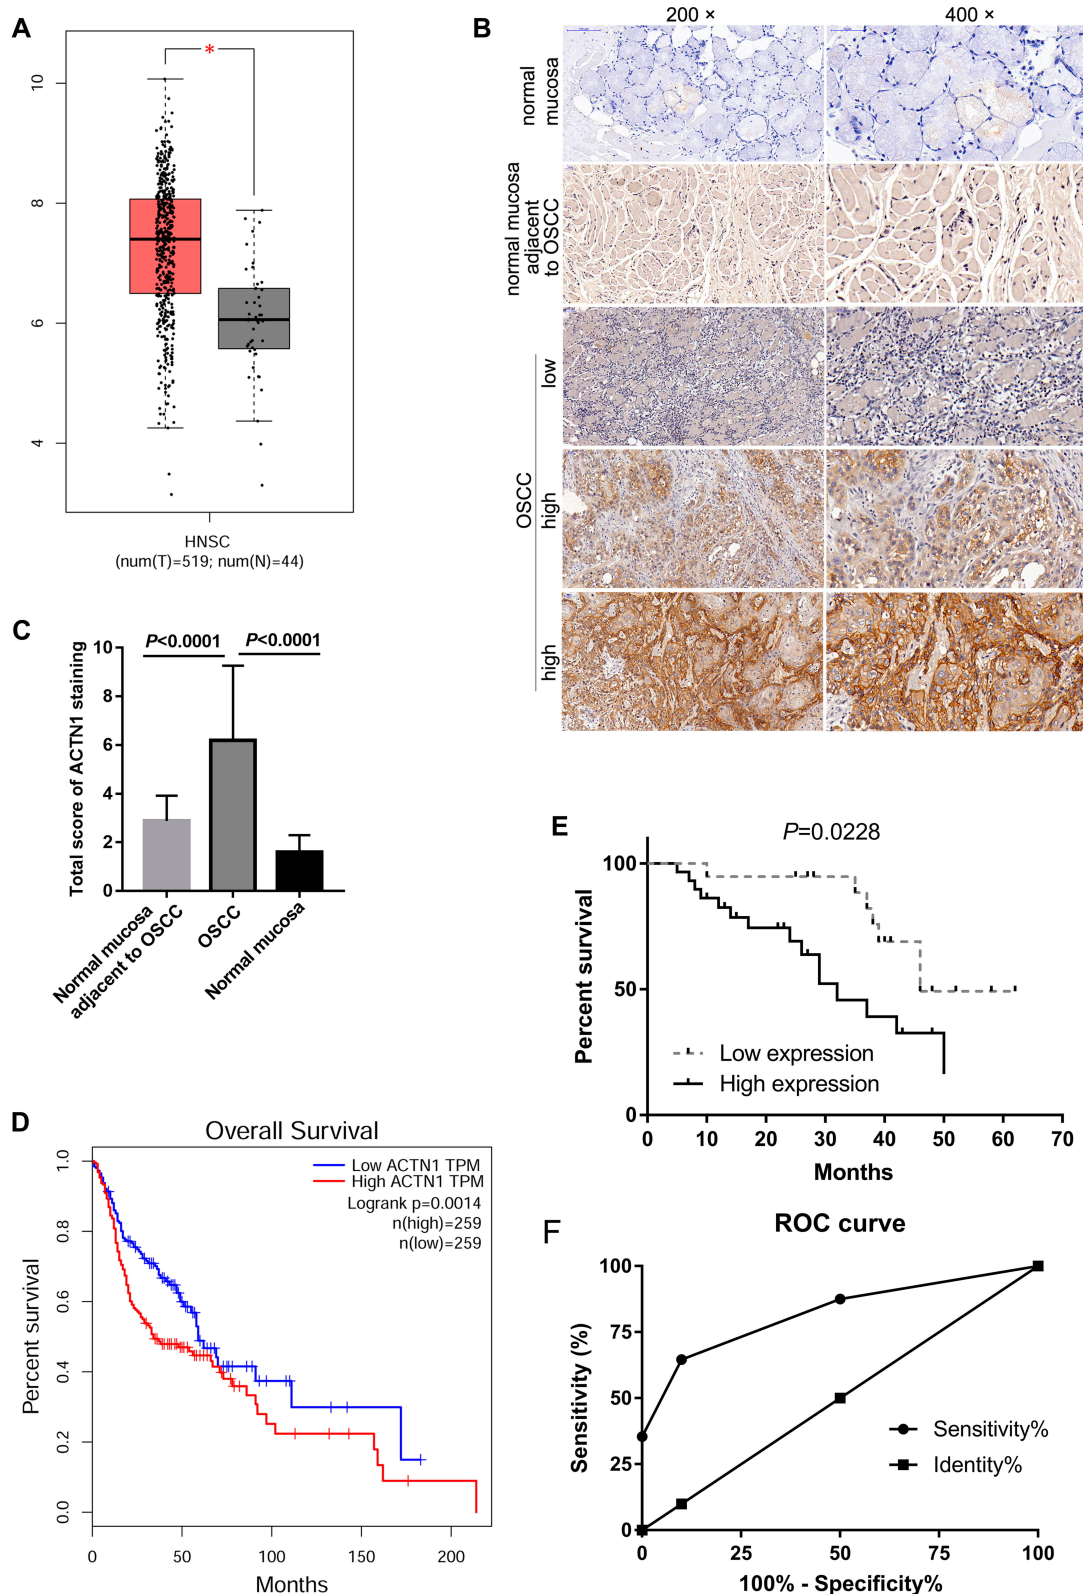 A
*
10
8
6
4
HNSC
(num(T)=519; num(N)=44)
B
200 ×
400 ×
normal
mucosa
normal mucosa
adjacent
to OSCC
OSCC
low
high
high
C
P<0.0001
P<0.0001
Total score of ACTN1 staining
10
8
6
4
2
0
Normal mucosa
adjacent to OSCC
OSCC
Normal mucosa
D
Overall Survival
Low ACTN1 TPM
High ACTN1 TPM
Logrank p=0.0014
n(high)=259
n(low)=259
Percent survival
1.0
0.8
0.6
0.4
0.2
0.0
0
50
100
150
200
Months
E
P=0.0228
Percent survival
100
50
0
Low expression
High expression
0
10
20
30
40
50
60
70
Months
F
ROC curve
Sensitivity (%)
100
75
50
25
0
Sensitivity%
Identity%
0
25
50
75
100
100% - Specificity%